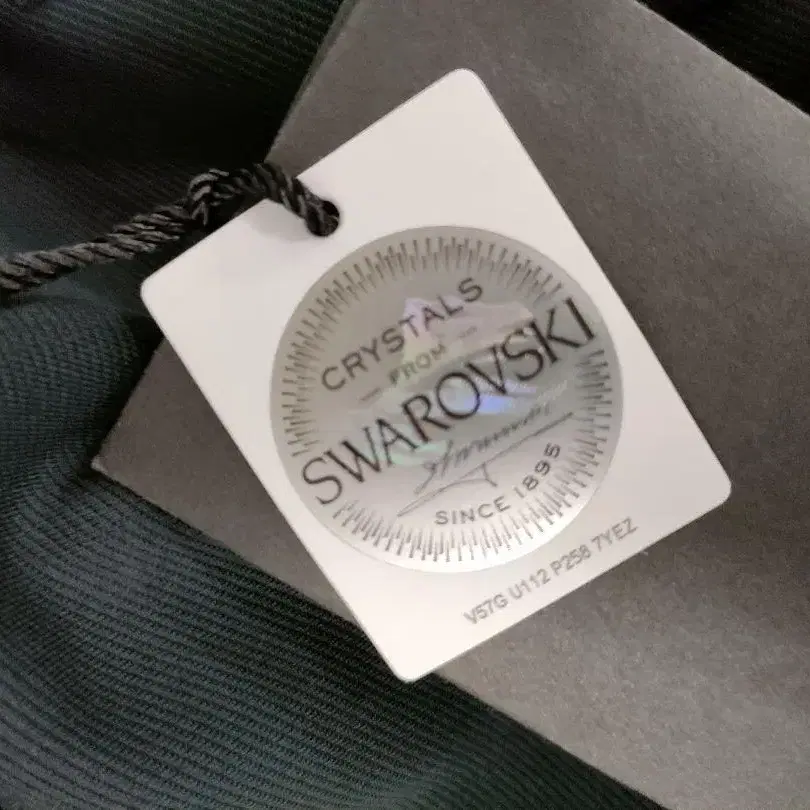 CRYSTALS
FROM
SWAROVSKI
SINCE 1895
V57G U112 P258 7YEZ